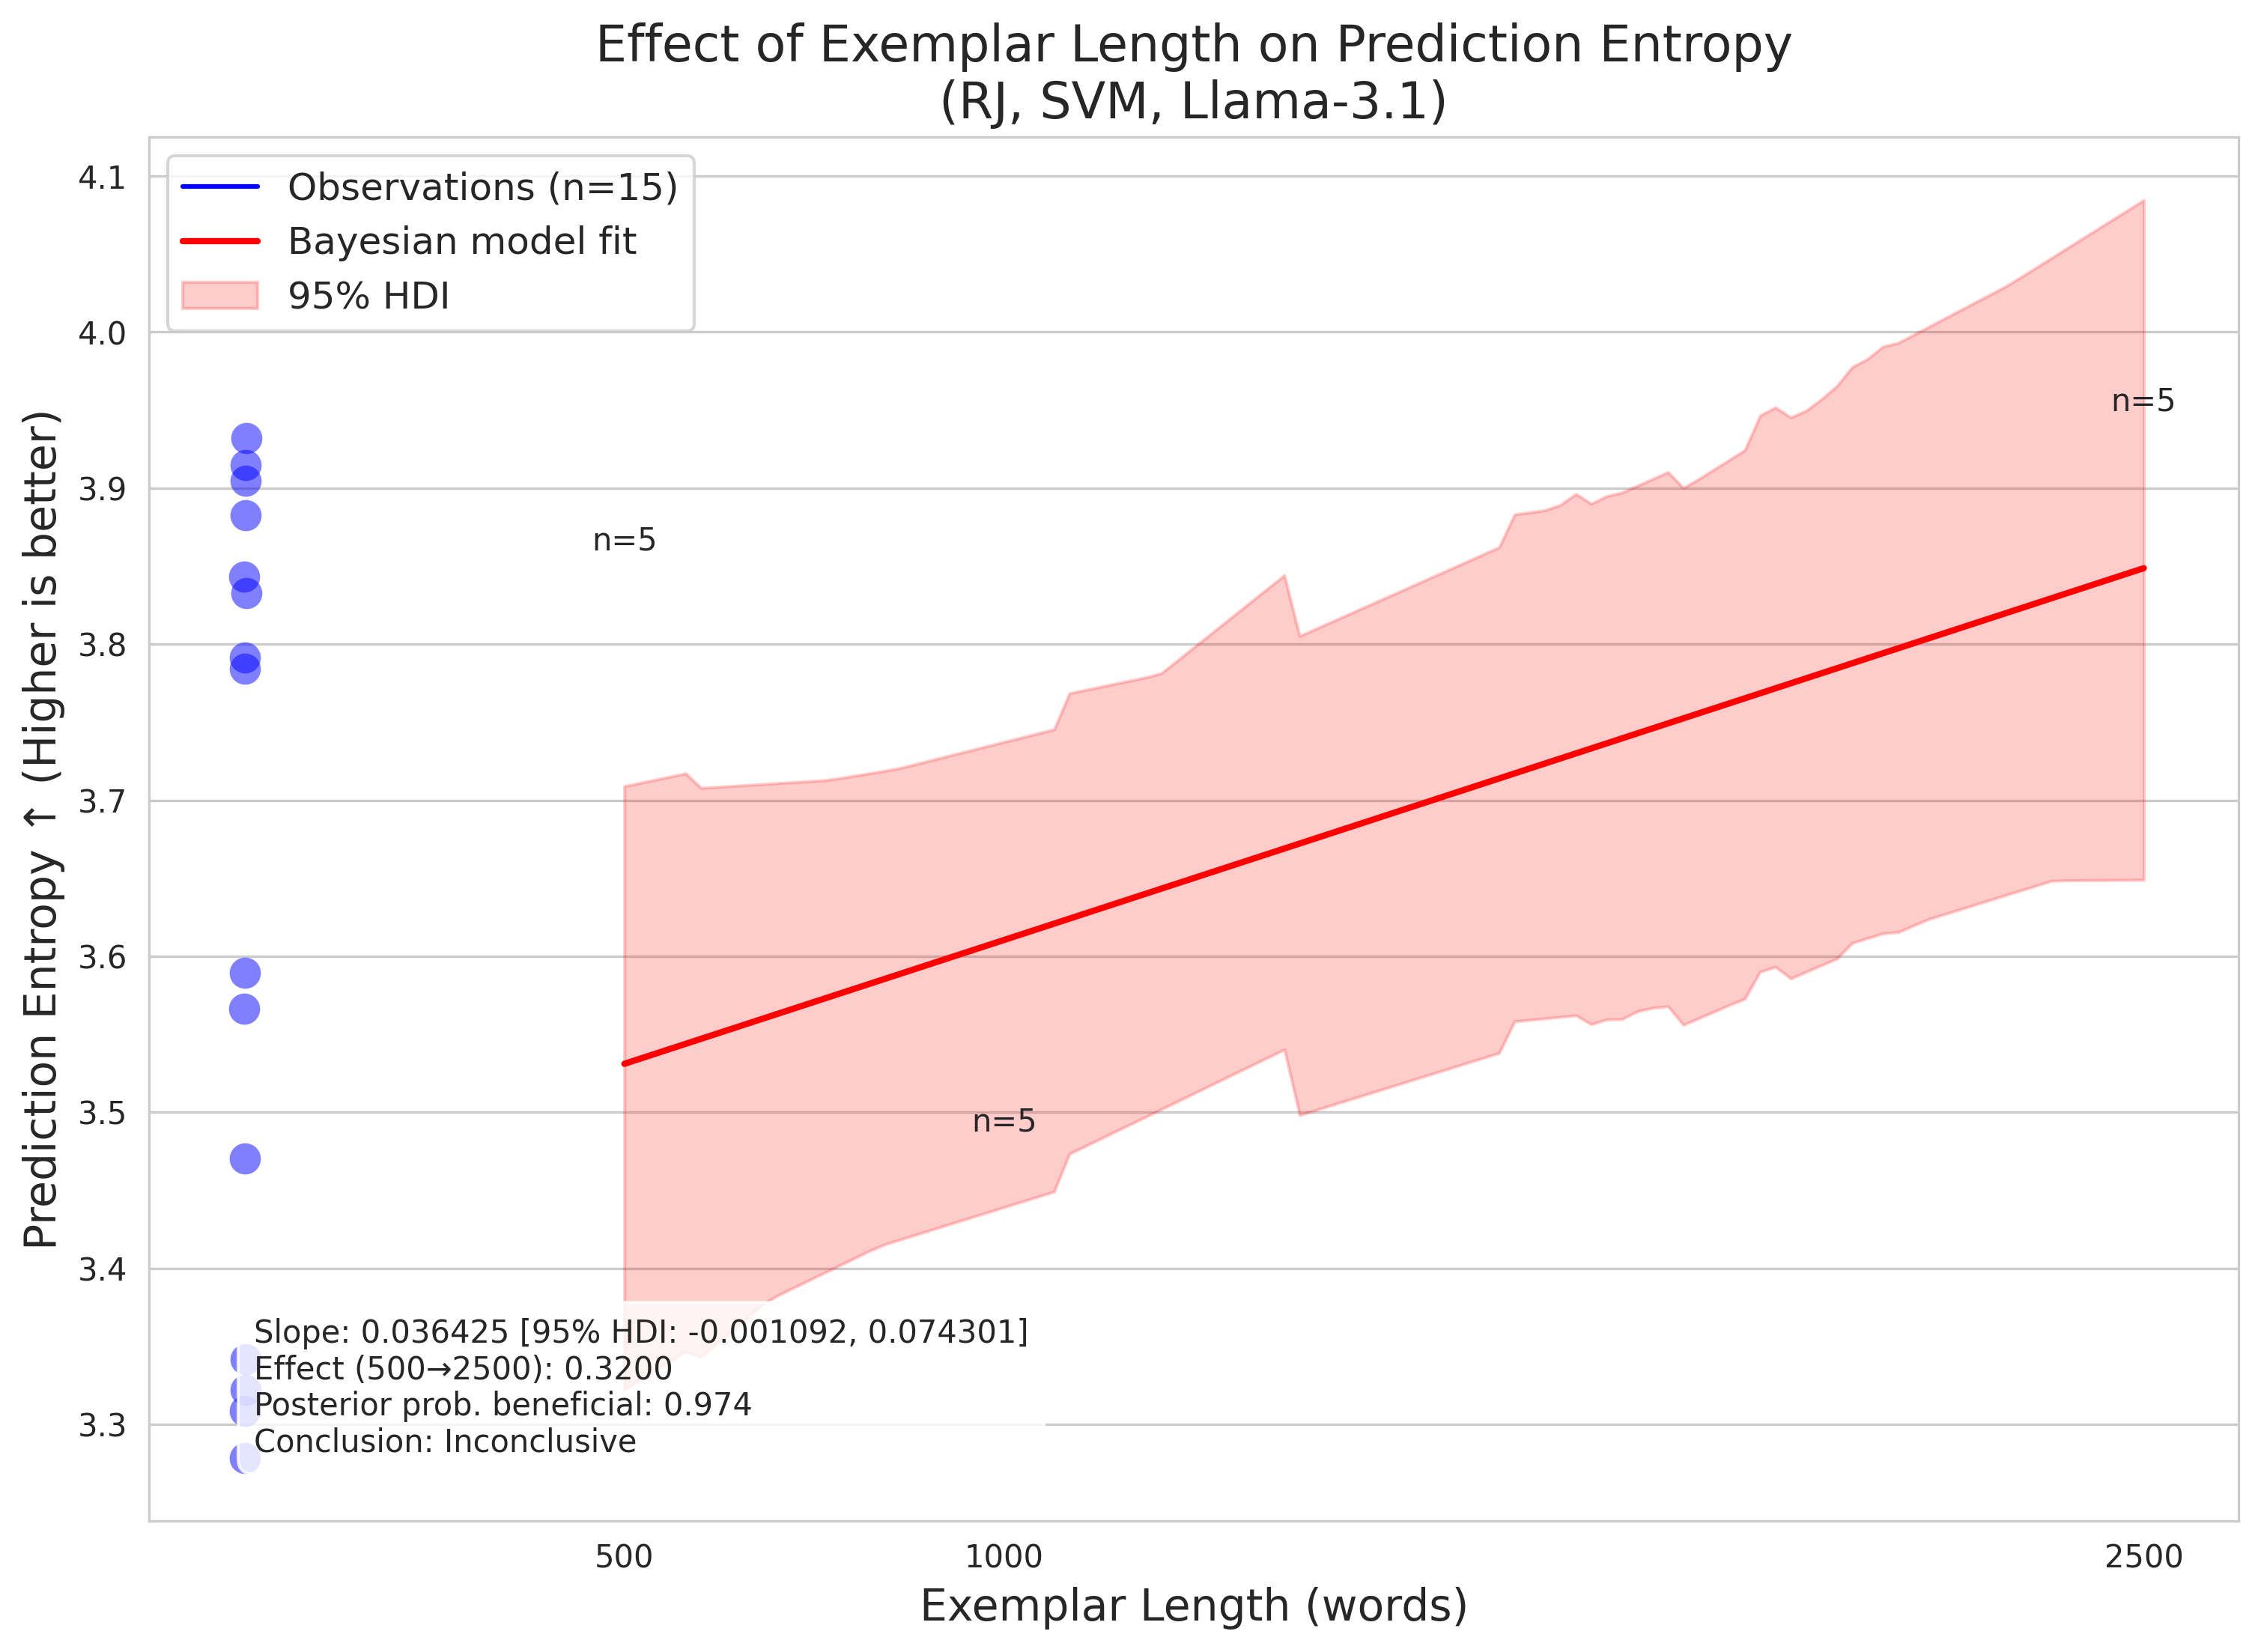 Effect of Exemplar Length on Prediction Entropy
(RJ, SVM, Llama-3.1)
Observations (n=15)
Bayesian model fit
95% HDI
Prediction Entropy ↑ (Higher is better)
4.1
4.0
3.9
3.8
3.7
3.6
3.5
3.4
3.3
n=5
n=5
n=5
Slope: 0.036425 [95% HDI: -0.001092, 0.074301]
Effect (500→2500): 0.3200
Posterior prob. beneficial: 0.974
Conclusion: Inconclusive
500
1000
2500
Exemplar Length (words)